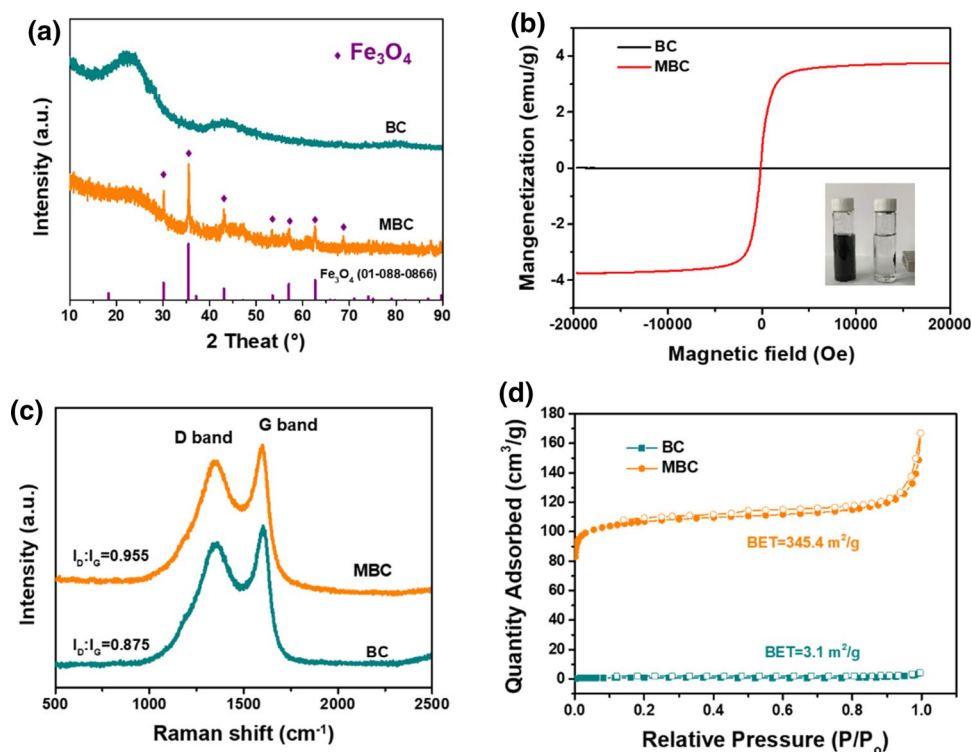 (a)
♦ Fe₃O₄
BC
MBC
Fe₃O₄ (01-088-0866)
Intensity (a.u.)
10 20 30 40 50 60 70 80 90
2 Theat (°)
(b)
BC
MBC
Mangenetization (emu/g)
4
2
0
-2
-4
-20000 -10000 0 10000 20000
Magnetic field (Oe)
(c)
D band
G band
I_D:I_G=0.955
MBC
I_D:I_G=0.875
BC
Intensity (a.u.)
500 1000 1500 2000 2500
Raman shift (cm⁻¹)
(d)
BC
MBC
BET=345.4 m²/g
BET=3.1 m²/g
Quantity Adsorbed (cm³/g)
180
160
140
120
100
80
60
40
20
0
0.0 0.2 0.4 0.6 0.8 1.0
Relative Pressure (P/P₀)